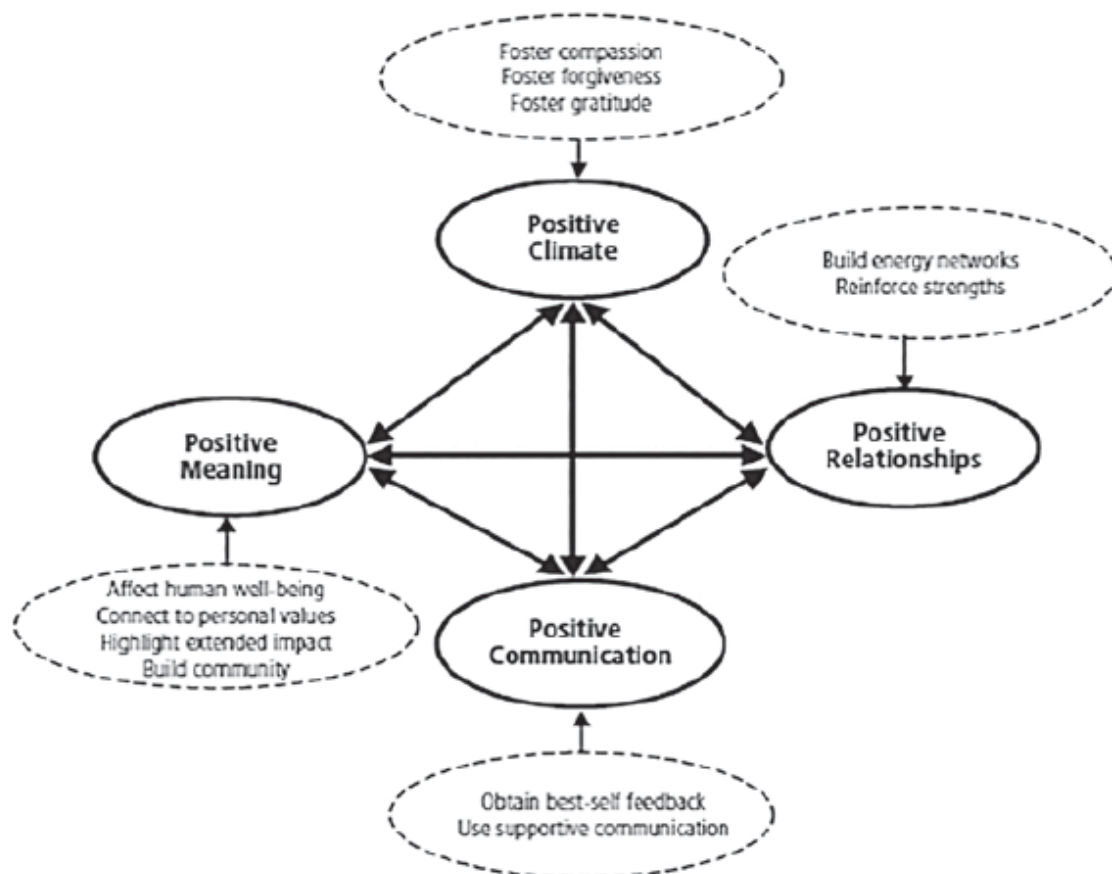 Foster compassion
Foster forgiveness
Foster gratitude
Positive
Climate
Build energy networks
Reinforce strengths
Positive
Relationships
Positive
Meaning
Affect human well-being
Connect to personal values
Highlight extended impact
Build community
Positive
Communication
Obtain best-self feedback
Use supportive communication